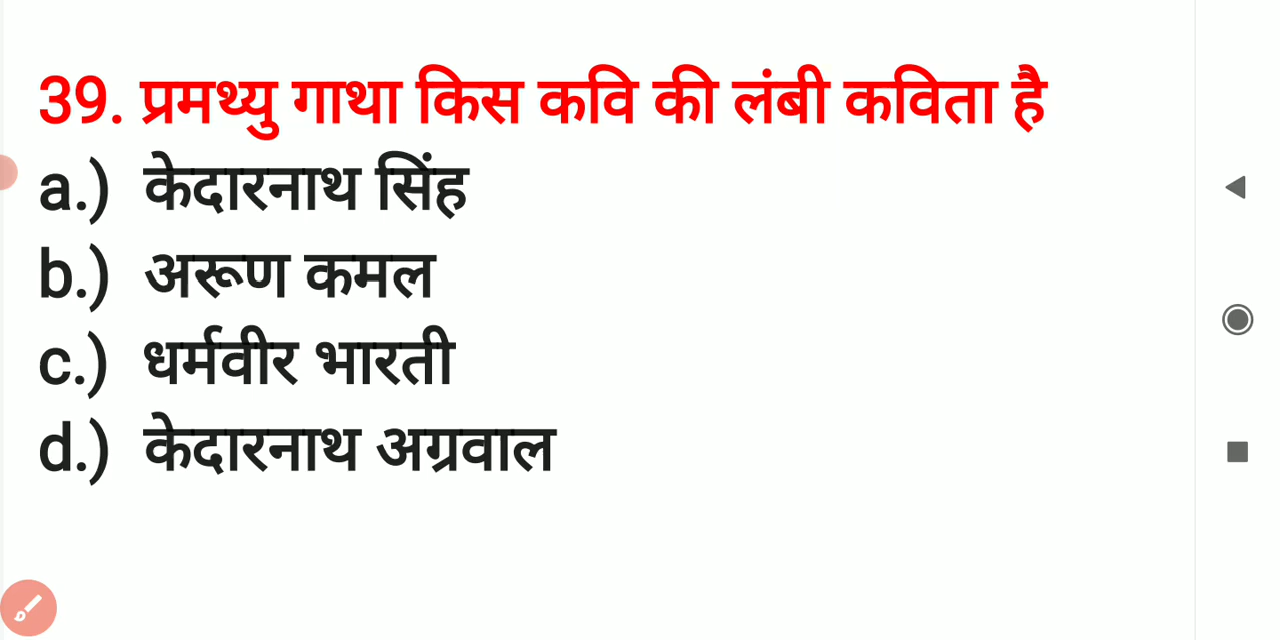 39. प्रमथ्यु गाथा किस कवि की लंबी कविता है
a.) केदारनाथ सिंह
b.) अरूण कमल
c.) धर्मवीर भारती
d.) केदारनाथ अग्रवाल